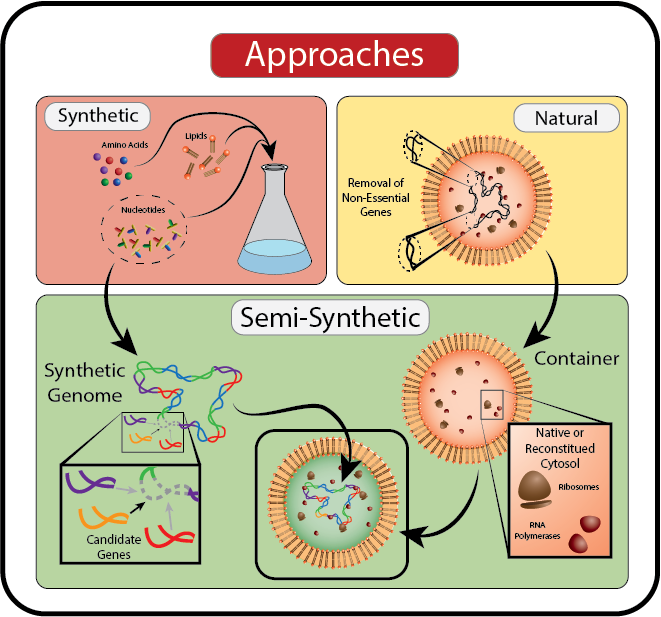 Approaches
Synthetic
Amino Acids
Lipids
Nucleotides
Natural
Removal of
Non-Essential
Genes
Semi-Synthetic
Synthetic
Genome
Candidate
Genes
Container
Native or
Reconstitued
Cytosol
Ribosomes
RNA
Polymerases